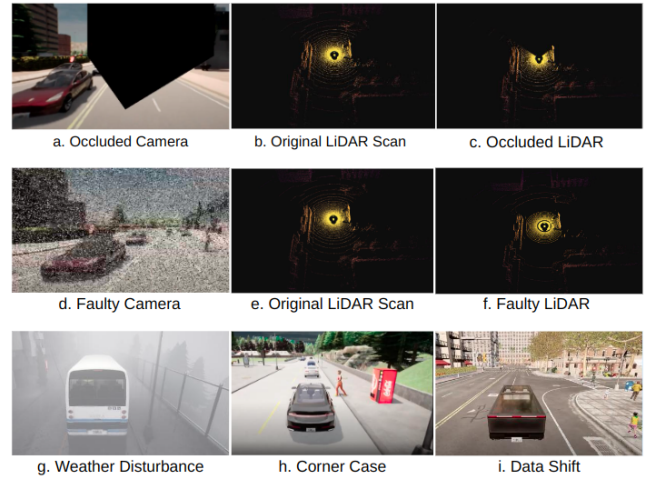 a. Occluded Camera
b. Original LiDAR Scan
c. Occluded LiDAR
d. Faulty Camera
e. Original LiDAR Scan
f. Faulty LiDAR
g. Weather Disturbance
h. Corner Case
i. Data Shift